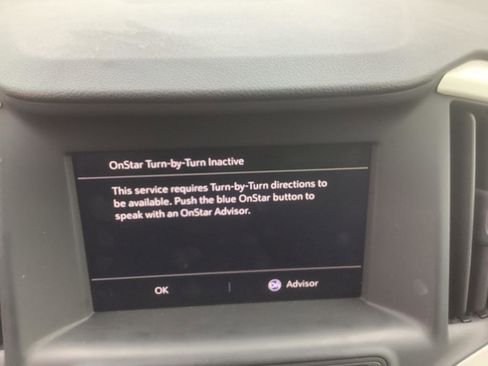 OnStar Turn-by-Turn Inactive
This service requires Turn-by-Turn directions to
be available. Push the blue OnStar button to
speak with an OnStar Advisor.
OK
Advisor